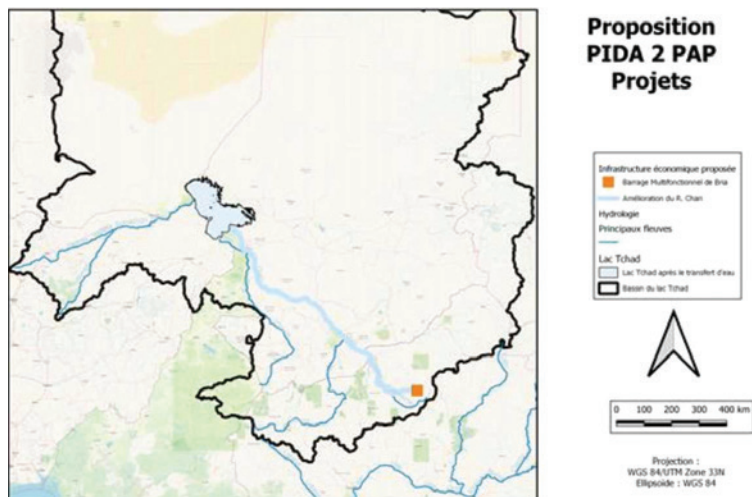 Proposition
PIDA 2 PAP
Projets
Infrastructure économique proposée
Barrage Multifonctionnel de Bria
Amélioration du R. Chari
Hydrologie
Principaux fleuves
Lac Tchad
Lac Tchad après le transfert d'eau
Bassin du lac Tchad
0 100 200 300 400 km
Projection :
WGS 84/UTM Zone 33N
Ellipsoide : WGS 84